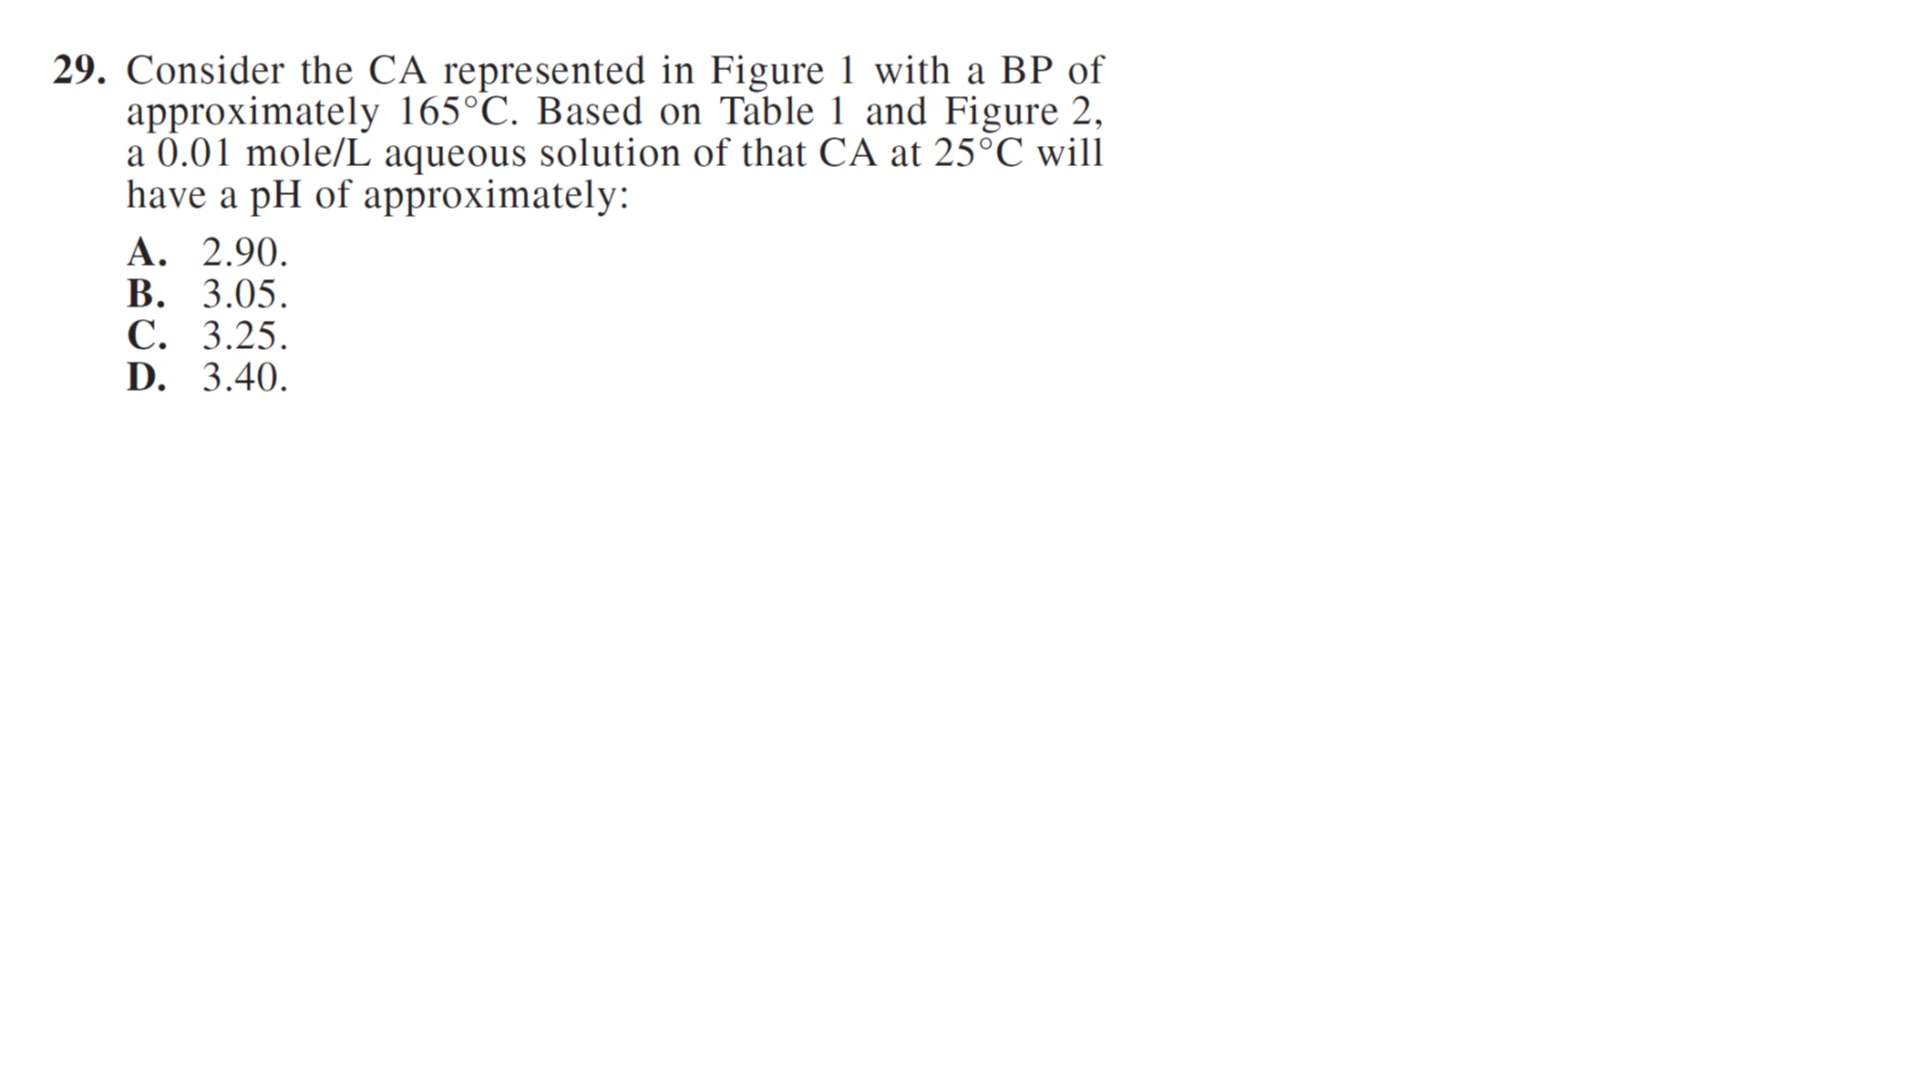 29. Consider the CA represented in Figure 1 with a BP of
approximately 165°C. Based on Table 1 and Figure 2,
a 0.01 mole/L aqueous solution of that CA at 25°C will
have a pH of approximately:
A. 2.90.
B. 3.05.
C. 3.25.
D. 3.40.